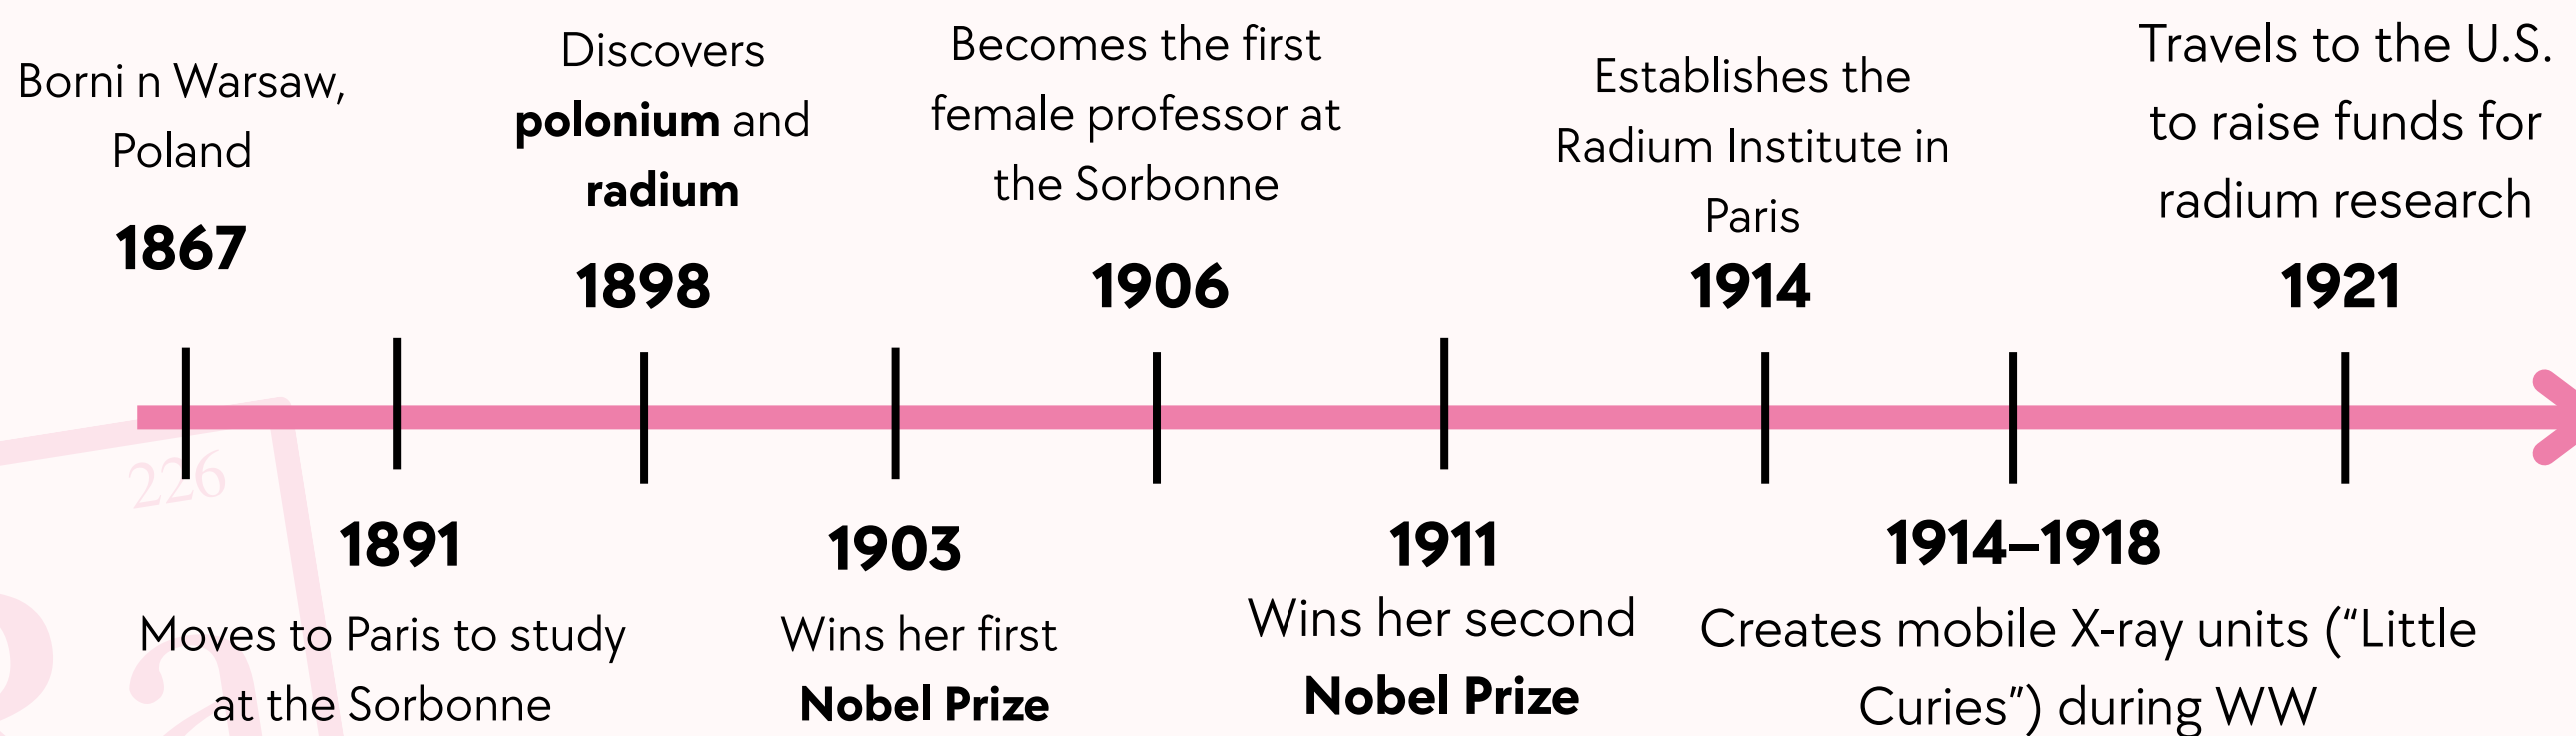 Borni n Warsaw,
Poland
1867
1891
Moves to Paris to study
at the Sorbonne
Discovers
polonium and
radium
1898
1903
Wins her first
Nobel Prize
Becomes the first
female professor at
the Sorbonne
1906
1911
Wins her second
Nobel Prize
Establishes the
Radium Institute in
Paris
1914
1914–1918
Creates mobile X-ray units (“Little
Curies”) during WW
Travels to the U.S.
to raise funds for
radium research
1921
226
Ra